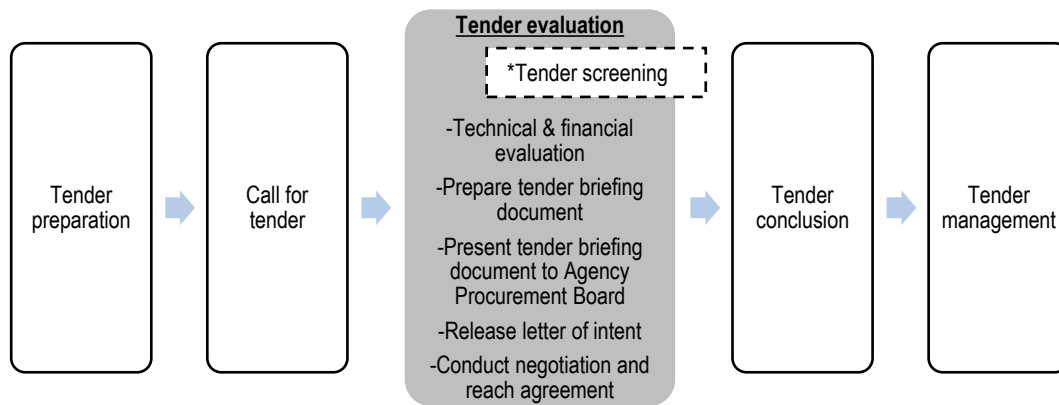 Tender
preparation
Call for
tender
Tender evaluation
*Tender screening
-Technical & financial
evaluation
-Prepare tender briefing
document
-Present tender briefing
document to Agency
Procurement Board
-Release letter of intent
-Conduct negotiation and
reach agreement
Tender
conclusion
Tender
management